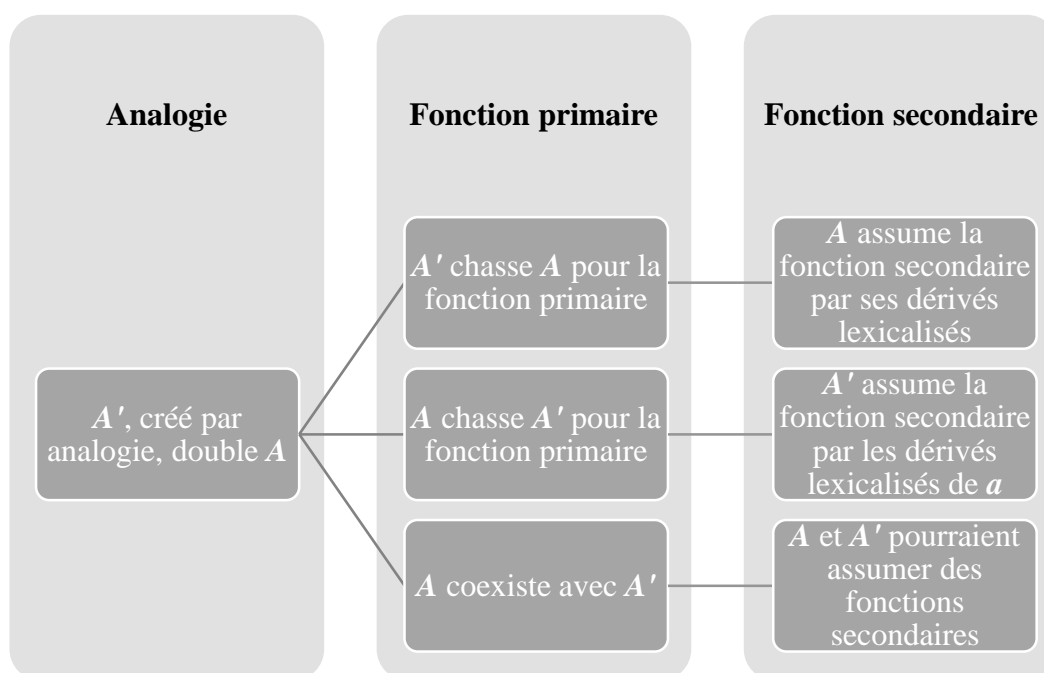 Analogie
Fonction primaire
Fonction secondaire
A', créé par
analogie, double A
A' chasse A pour la
fonction primaire
A chasse A' pour la
fonction primaire
A coexiste avec A'
A assume la
fonction secondaire
par ses dérivés
lexicalisés
A' assume la
fonction secondaire
par les dérivés
lexicalisés de a
A et A' pourraient
assumer des
fonctions
secondaires